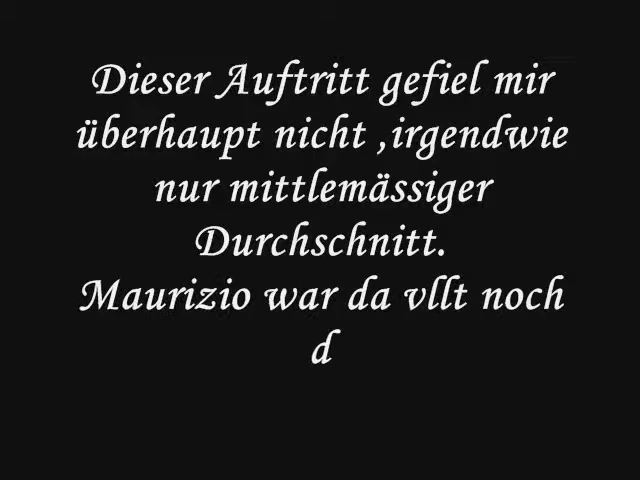 Dieser Auftritt gefiel mir
überhaupt nicht ,irgendwie
nur mittlemässiger
Durchschnitt.
Maurizio war da vllt noch
d